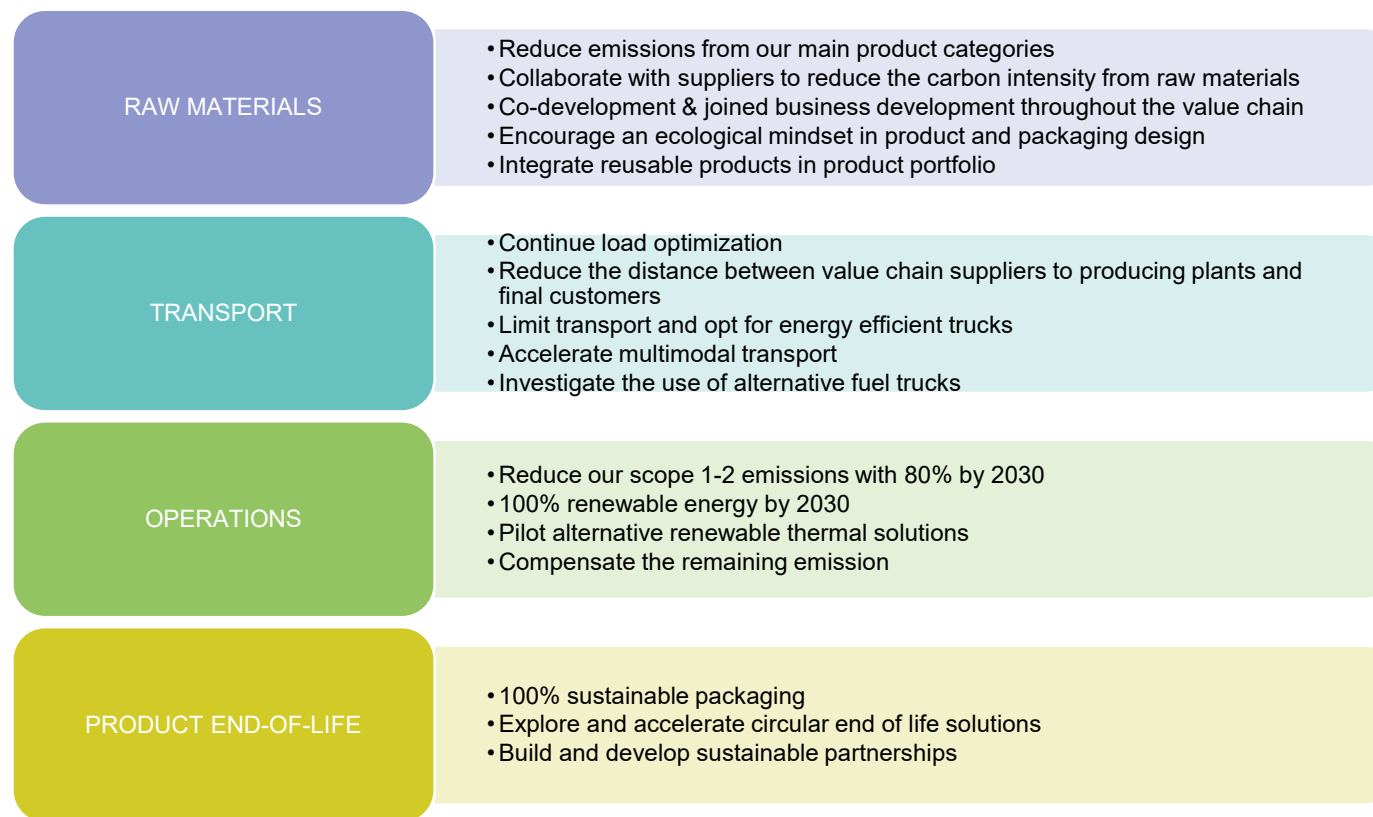 RAW MATERIALS
•Reduce emissions from our main product categories
•Collaborate with suppliers to reduce the carbon intensity from raw materials
•Co-development & joined business development throughout the value chain
•Encourage an ecological mindset in product and packaging design
•Integrate reusable products in product portfolio
TRANSPORT
•Continue load optimization
•Reduce the distance between value chain suppliers to producing plants and
final customers
•Limit transport and opt for energy efficient trucks
•Accelerate multimodal transport
•Investigate the use of alternative fuel trucks
OPERATIONS
•Reduce our scope 1-2 emissions with 80% by 2030
•100% renewable energy by 2030
•Pilot alternative renewable thermal solutions
•Compensate the remaining emission
PRODUCT END-OF-LIFE
•100% sustainable packaging
•Explore and accelerate circular end of life solutions
•Build and develop sustainable partnerships